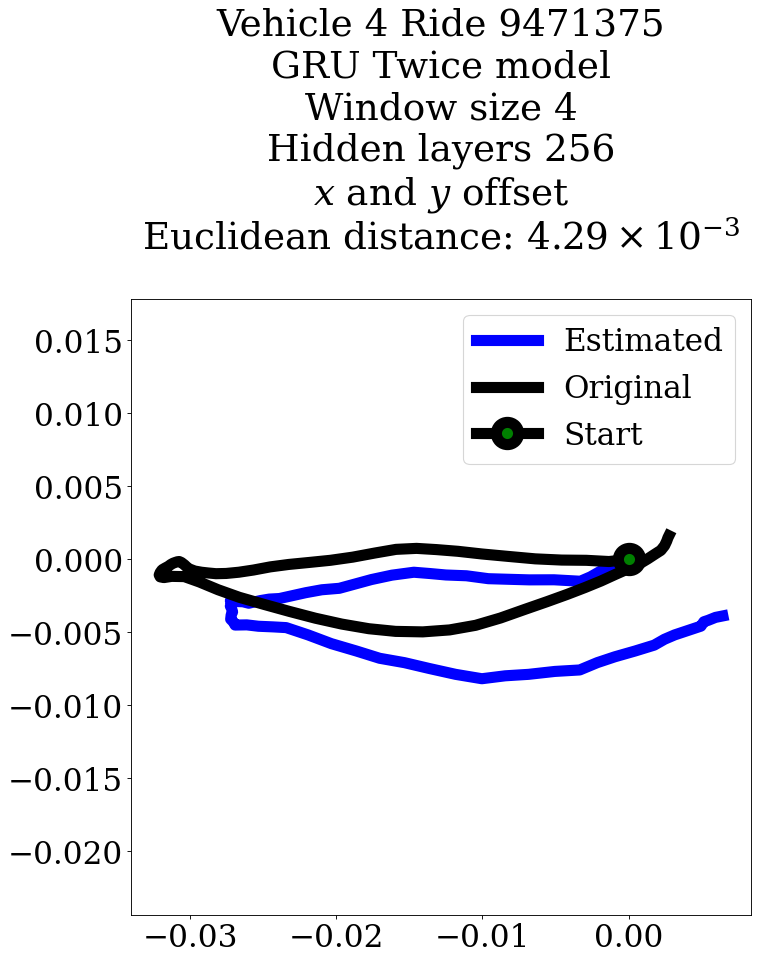 Vehicle 4 Ride 9471375
GRU Twice model
Window size 4
Hidden layers 256
x and y offset
Euclidean distance: 4.29 × 10⁻³
Estimated
Original
Start
0.015
0.010
0.005
0.000
−0.005
−0.010
−0.015
−0.020
−0.03 −0.02 −0.01 0.00